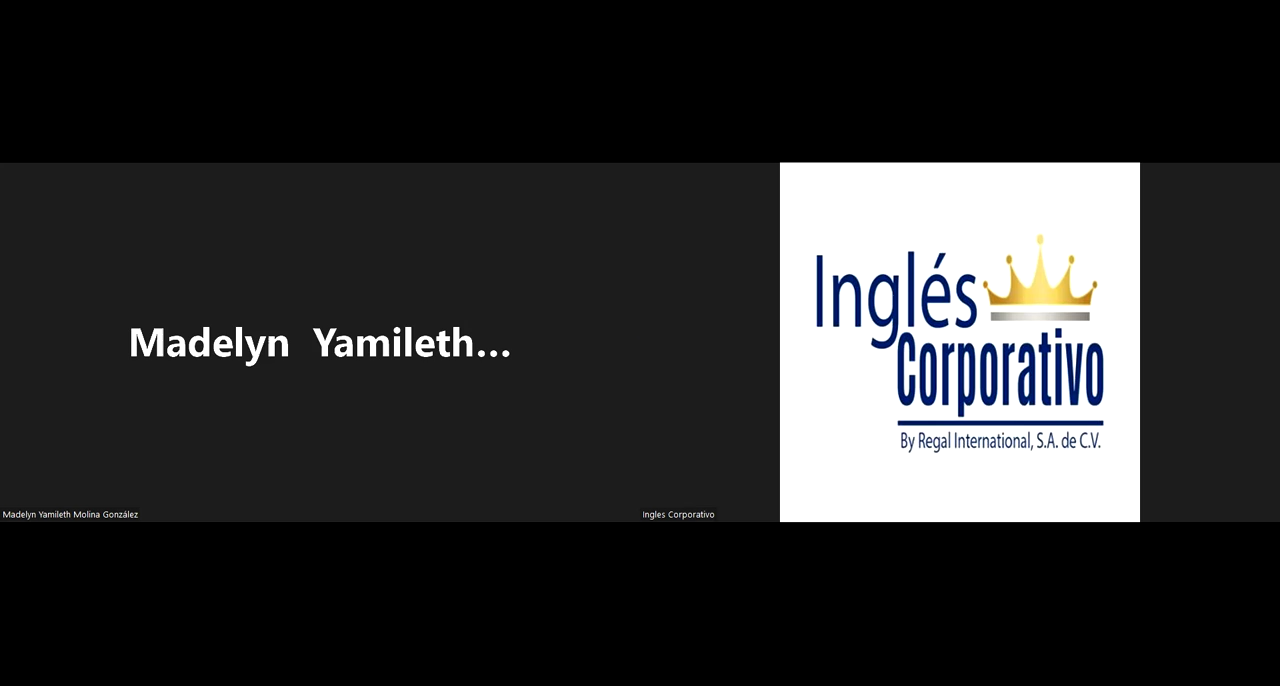 Madelyn Yamileth...
Madelyn Yamileth Molina González
Inglés
Corporativo
By Regal International, S.A. de C.V.
Ingles Corporativo